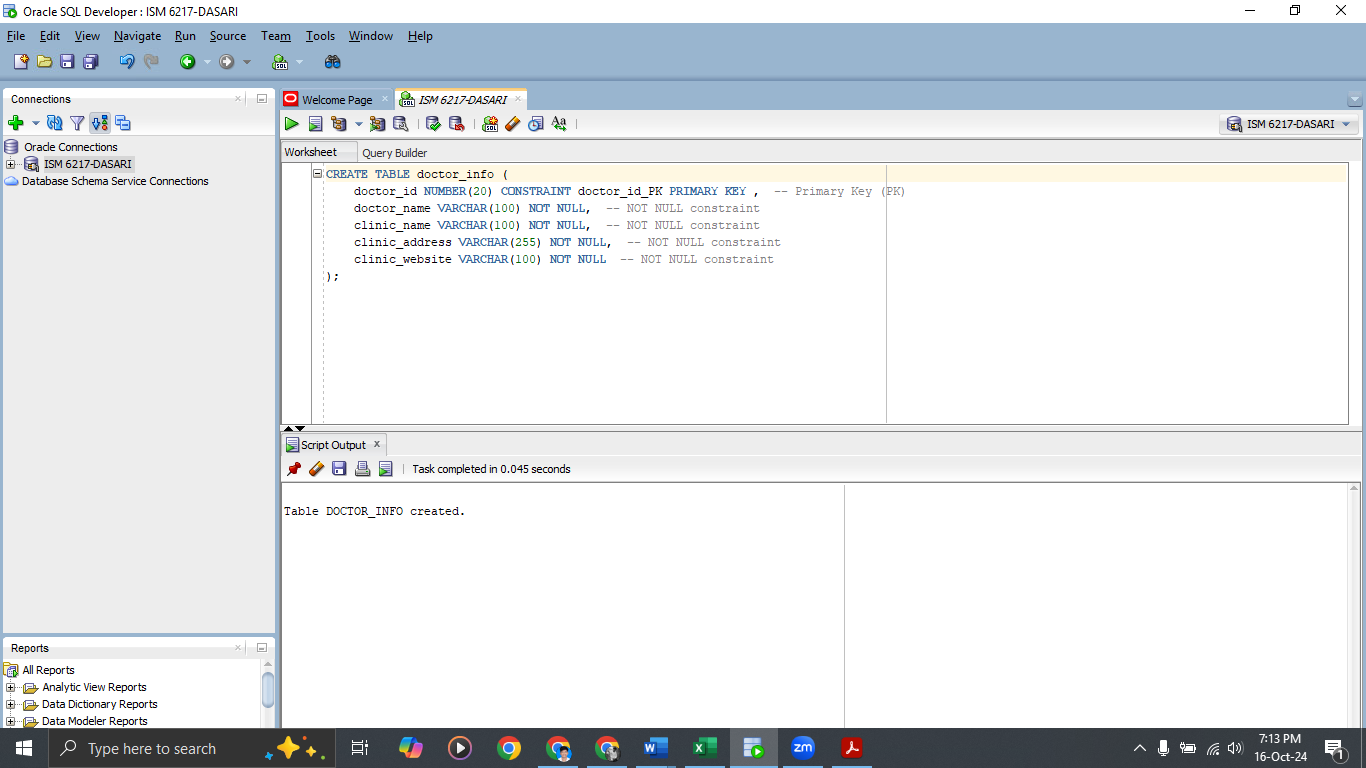 Oracle SQL Developer : ISM 6217-DASARI
File Edit View Navigate Run Source Team Tools Window Help
Connections
Oracle Connections
ISM 6217-DASARI
Database Schema Service Connections
Welcome Page
ISM 6217-DASARI
ISM 6217-DASARI
Worksheet Query Builder
CREATE TABLE doctor_info (
doctor_id NUMBER(20) CONSTRAINT doctor_id_PK PRIMARY KEY , -- Primary Key (PK)
doctor_name VARCHAR(100) NOT NULL, -- NOT NULL constraint
clinic_name VARCHAR(100) NOT NULL, -- NOT NULL constraint
clinic_address VARCHAR(255) NOT NULL, -- NOT NULL constraint
clinic_website VARCHAR(100) NOT NULL -- NOT NULL constraint
);
Script Output
Task completed in 0.045 seconds
Table DOCTOR_INFO created.
Reports
All Reports
Analytic View Reports
Data Dictionary Reports
Data Modeler Reports
Type here to search
zm
7:13 PM
16-Oct-24
1